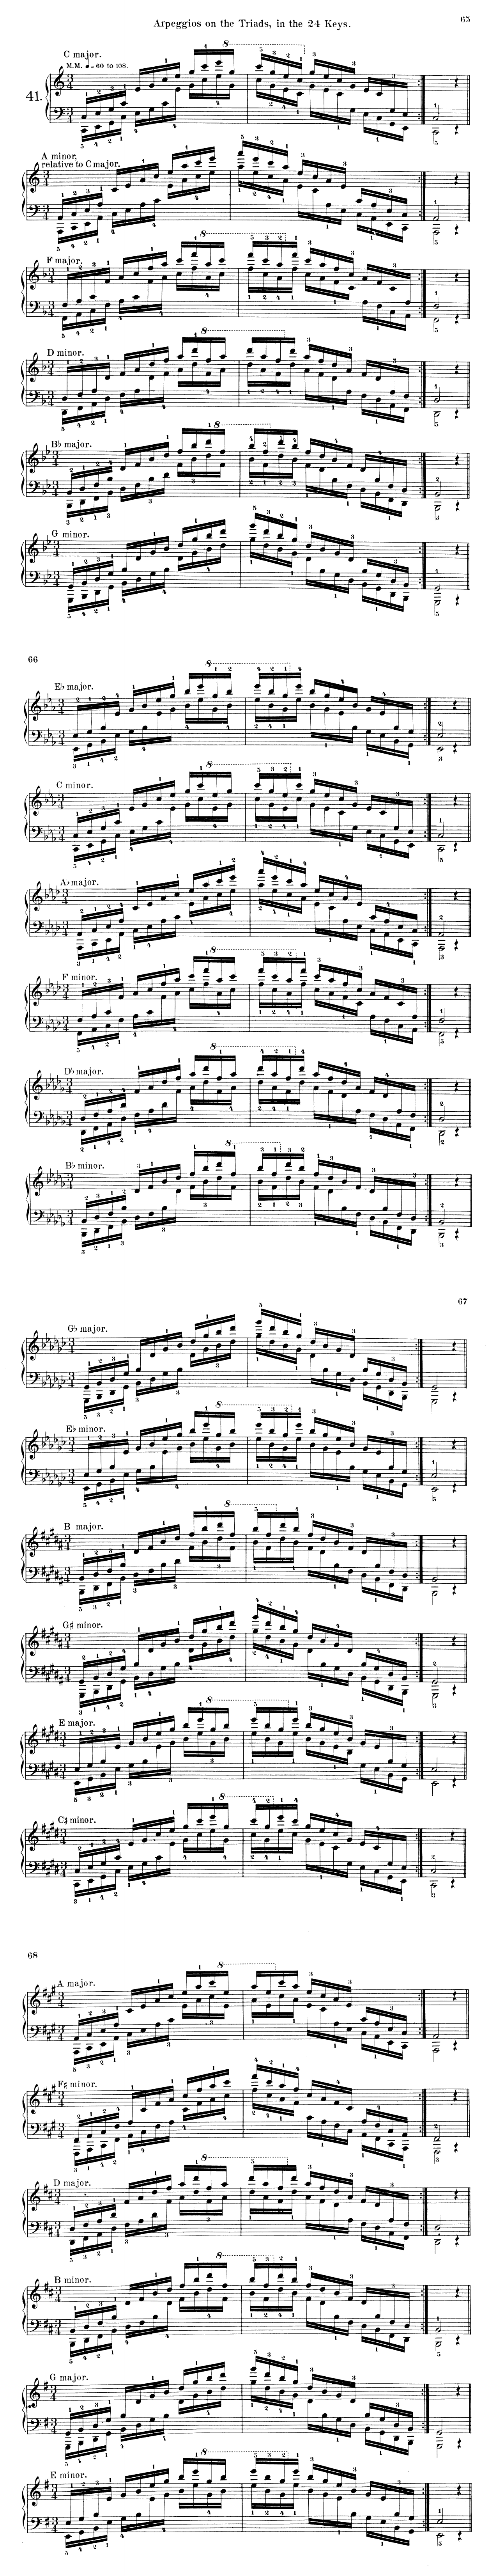 65
Arpeggios on the Triads, in the 24 Keys.
C major.
M.M. ♩= 60 to 108.
41.
A minor,
relative to C major.
F major.
D minor.
B♭ major.
G minor.
66
E♭ major.
C minor.
A♭ major.
F minor.
D♭ major.
B♭ minor.
67
G♭ major.
E♭ minor.
B major.
G♯ minor.
E major.
C♯ minor.
68
A major.
F♯ minor.
D major.
B minor.
G major.
E minor.